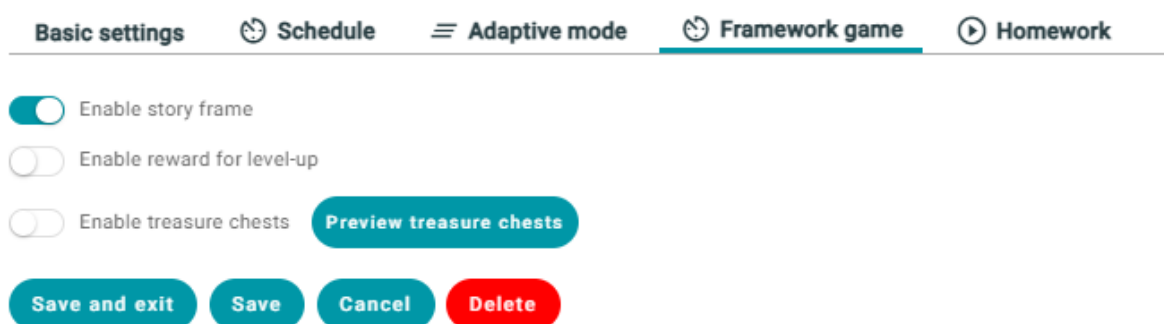 Basic settings Schedule Adaptive mode Framework game Homework
Enable story frame
Enable reward for level-up
Enable treasure chests Preview treasure chests
Save and exit Save Cancel Delete